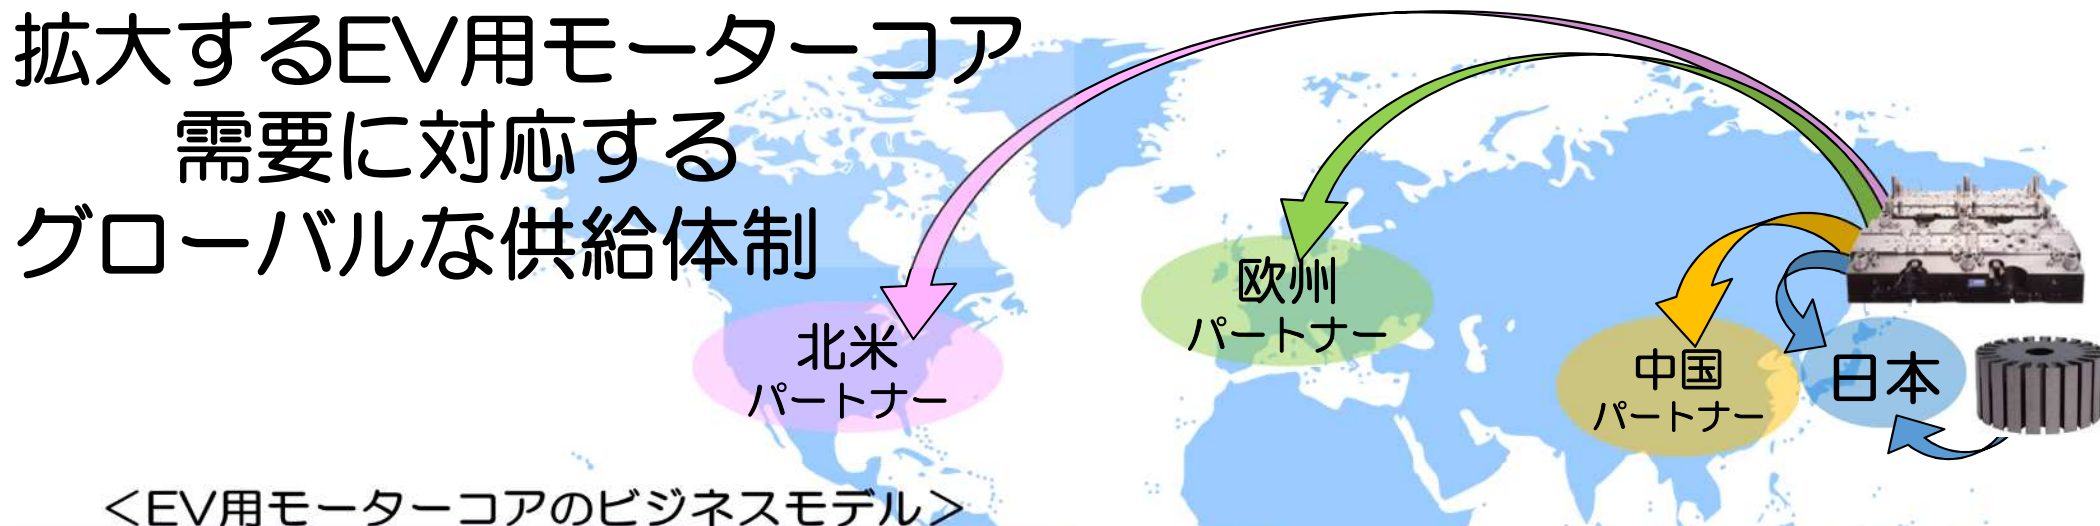 拡大するEV用モーターコア
需要に対応する
グローバルな供給体制
北米
パートナー
欧州
パートナー
中国
パートナー
日本
＜EV用モーターコアのビジネスモデル＞